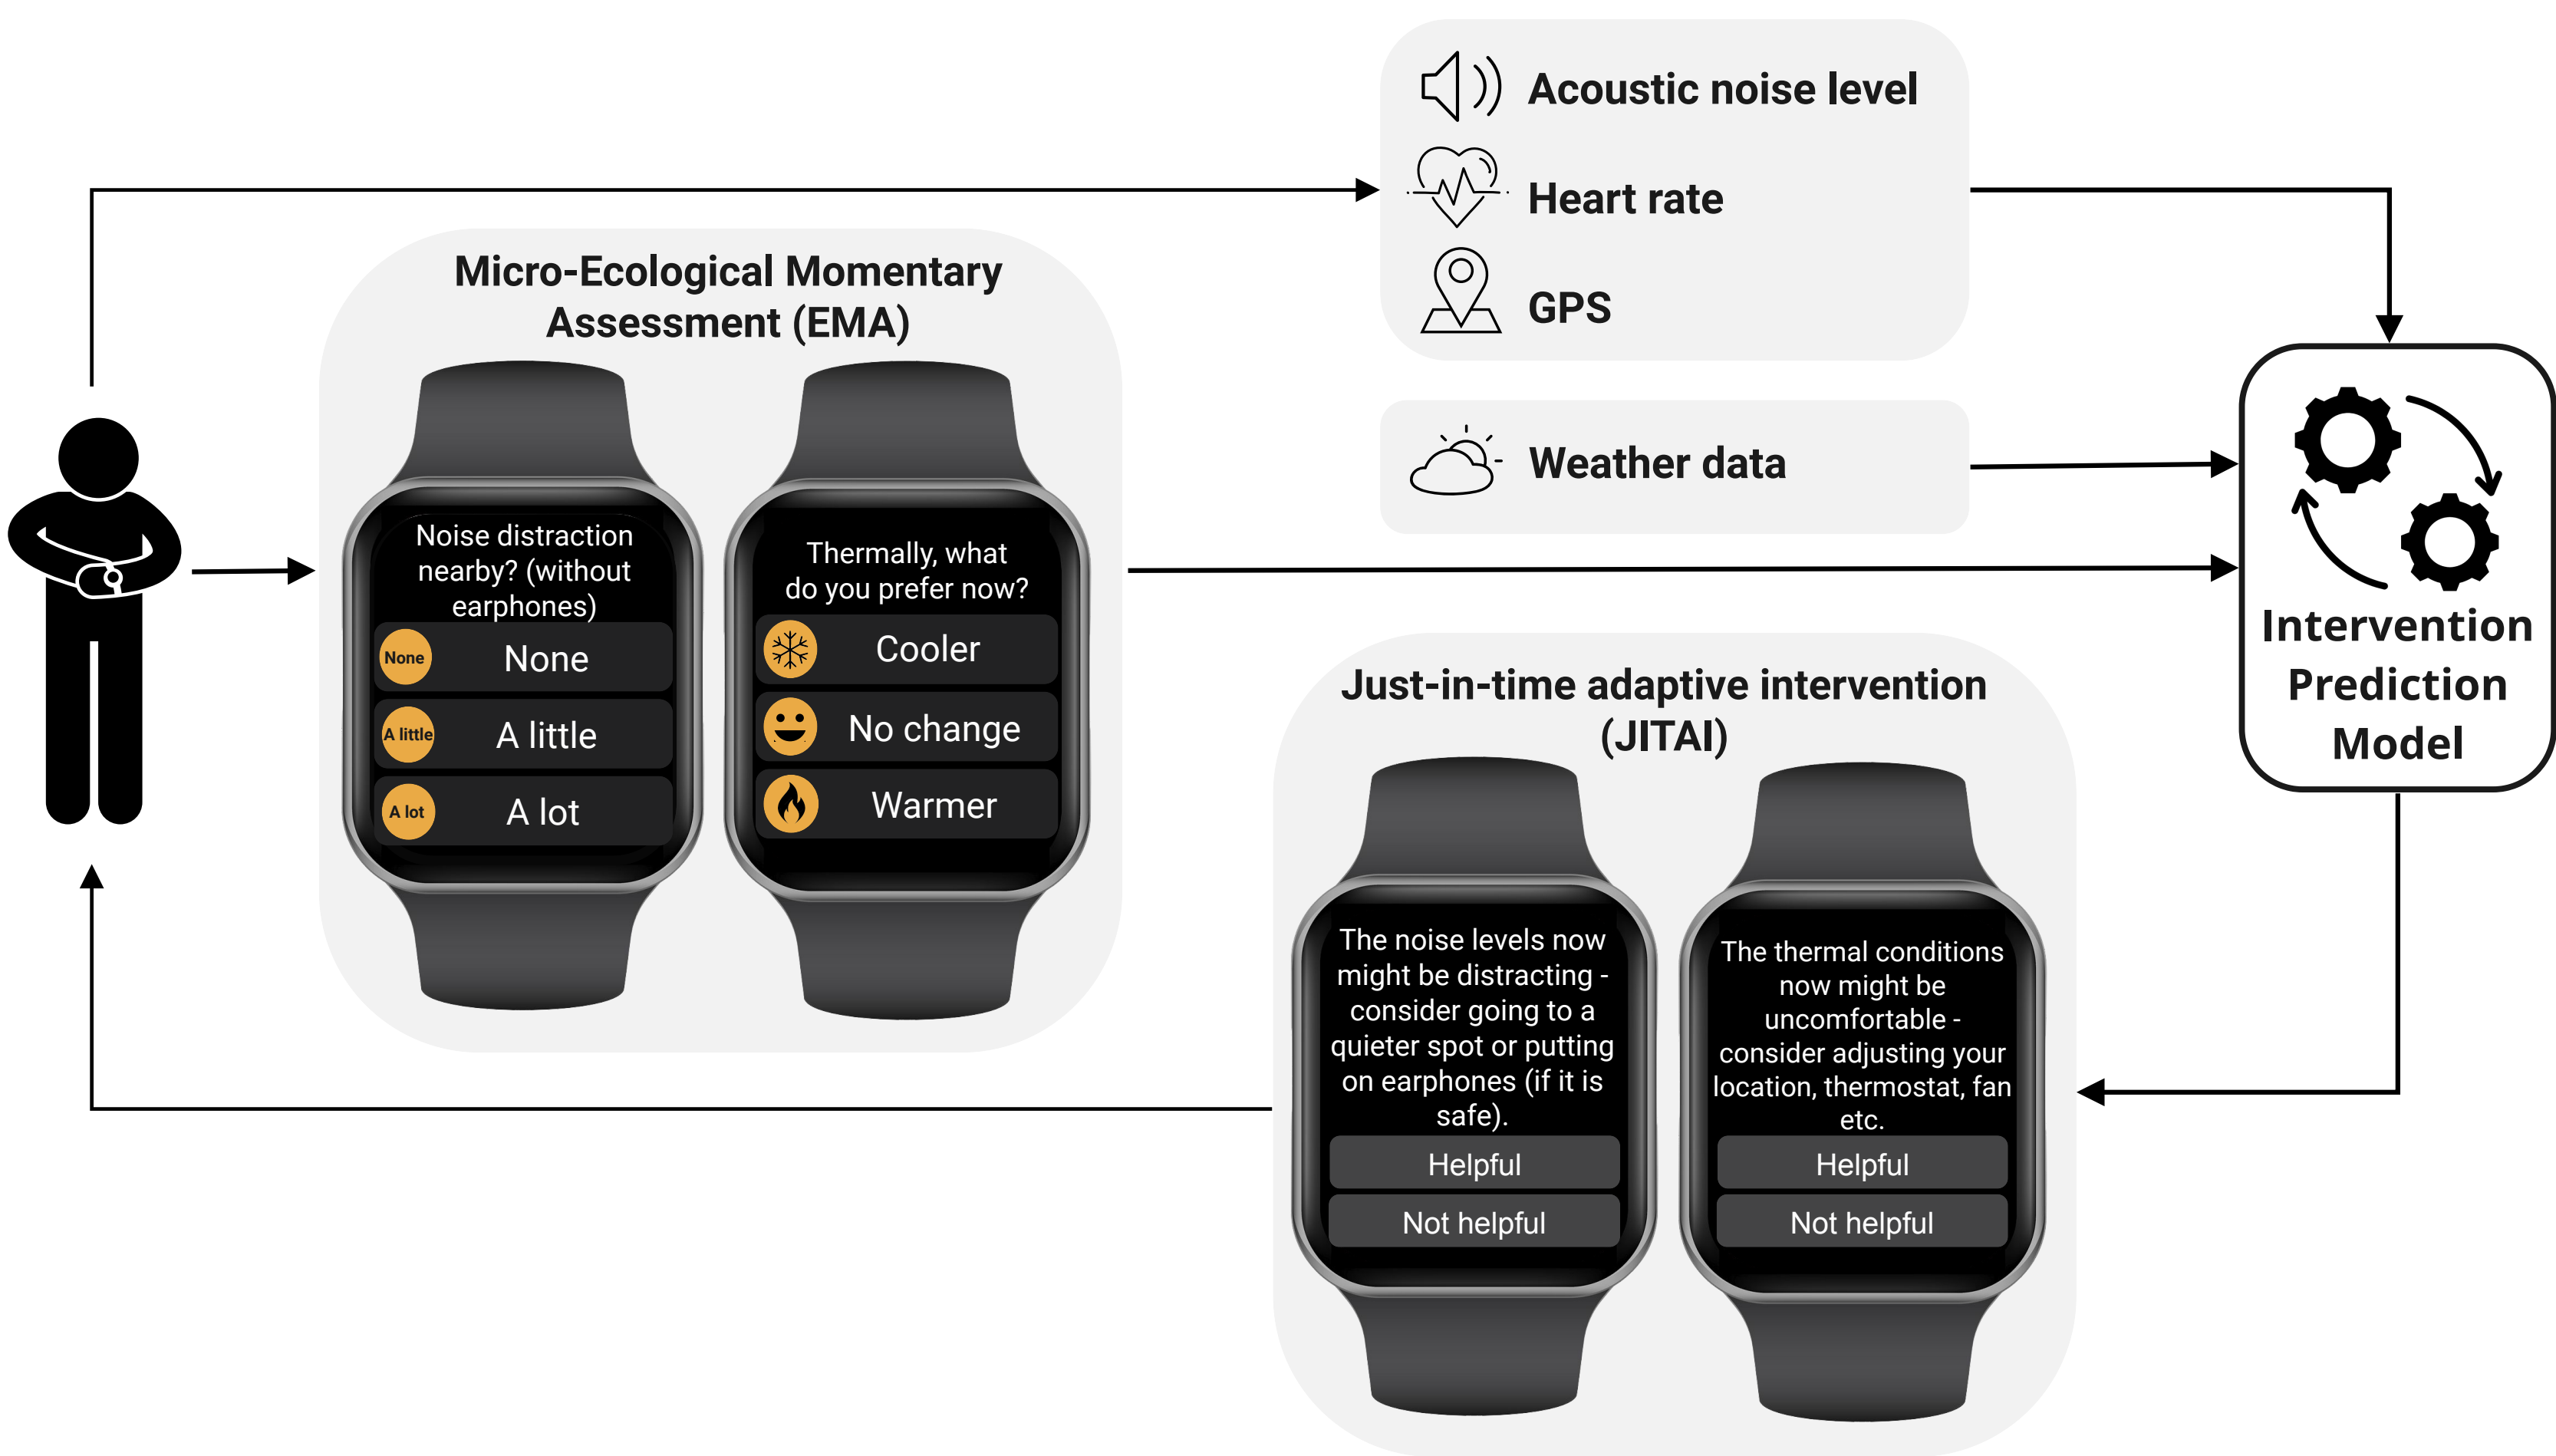 Acoustic noise level
Heart rate
GPS
Weather data
Micro-Ecological Momentary
Assessment (EMA)
Noise distraction
nearby? (without
earphones)
None None
A little A little
A lot A lot
Thermally, what
do you prefer now?
Cooler
No change
Warmer
Intervention
Prediction
Model
Just-in-time adaptive intervention
(JITAI)
The noise levels now
might be distracting -
consider going to a
quieter spot or putting
on earphones (if it is
safe).
Helpful
Not helpful
The thermal conditions
now might be
uncomfortable -
consider adjusting your
location, thermostat, fan
etc.
Helpful
Not helpful